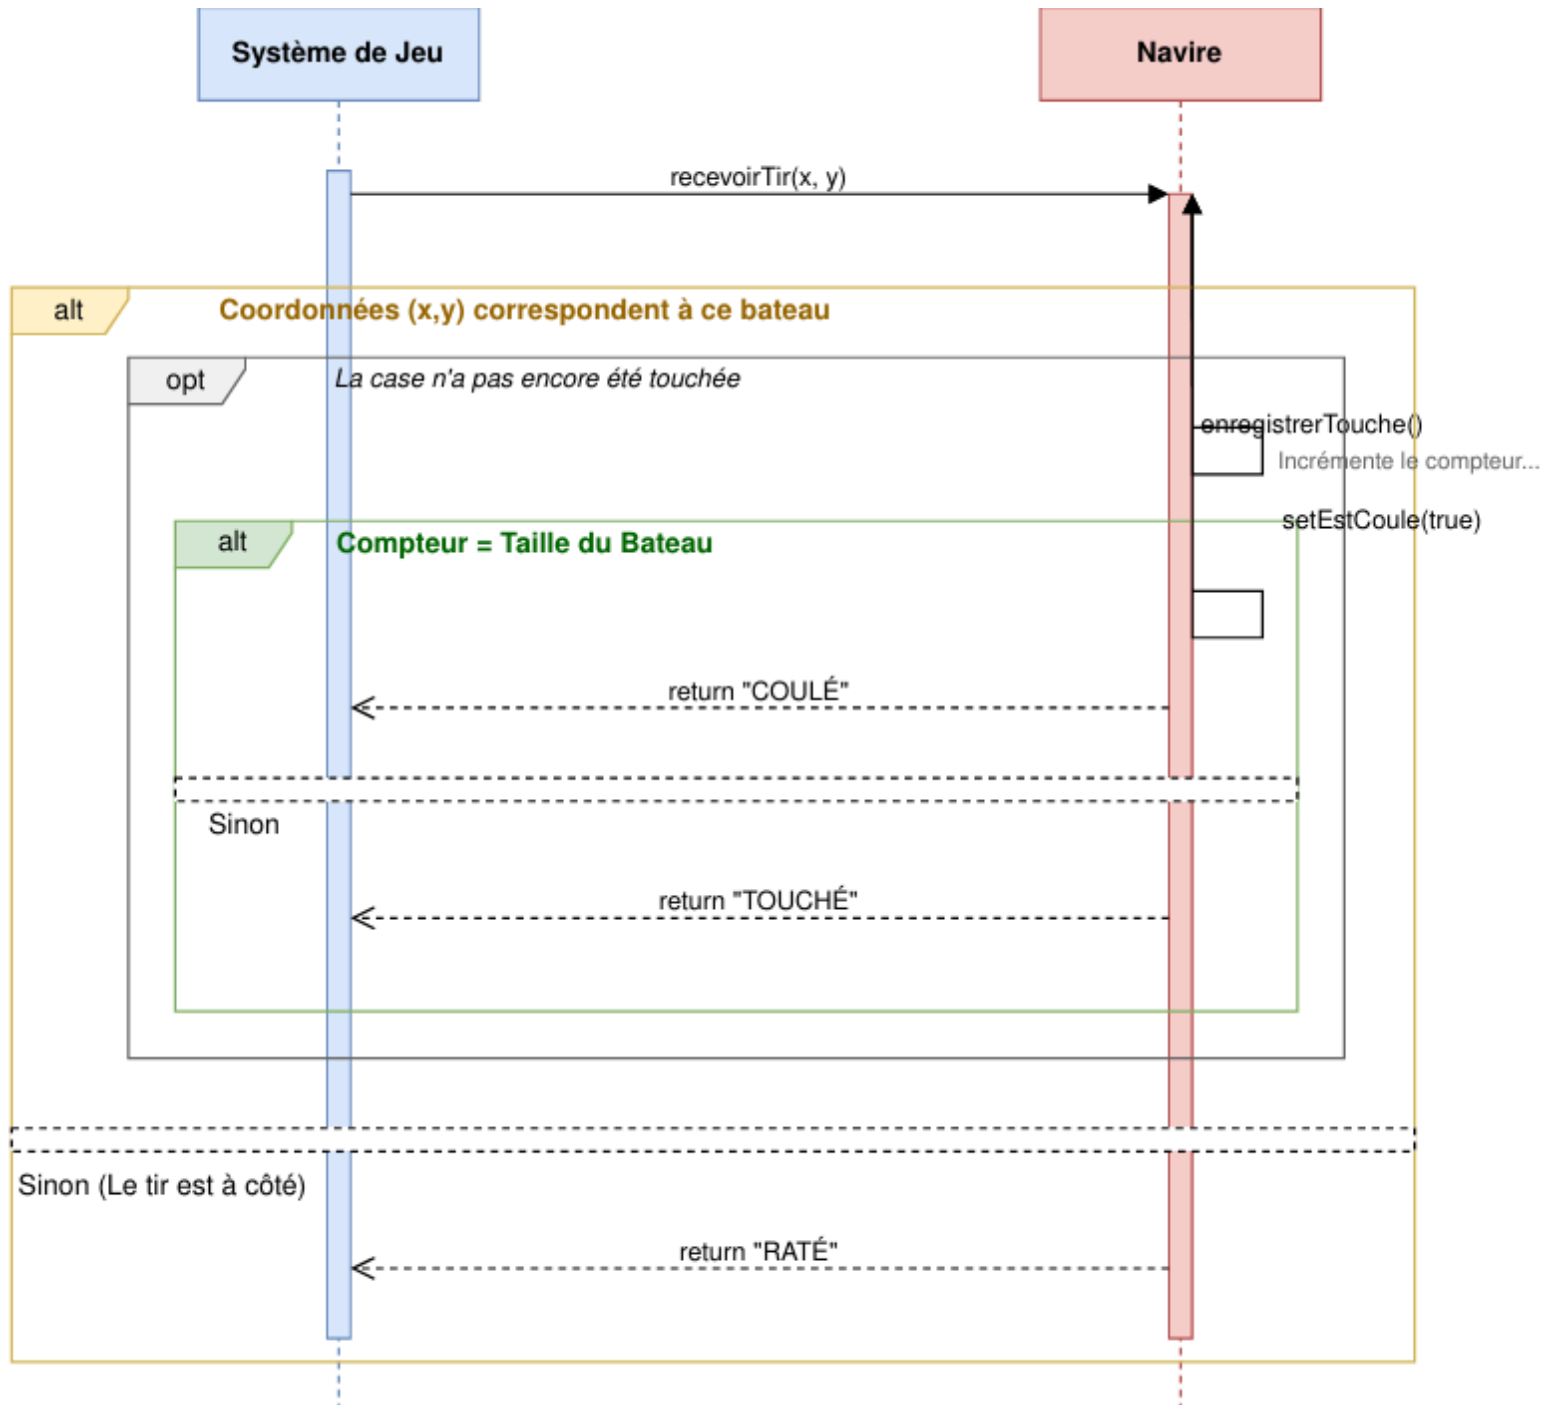 Système de Jeu
Navire
recevoirTir(x, y)
alt
Coordonnées (x,y) correspondent à ce bateau
opt
La case n'a pas encore été touchée
enregistrerTouche()
Incrémente le compteur...
setEstCoule(true)
alt
Compteur = Taille du Bateau
return "COULÉ"
Sinon
return "TOUCHÉ"
Sinon (Le tir est à côté)
return "RATÉ"